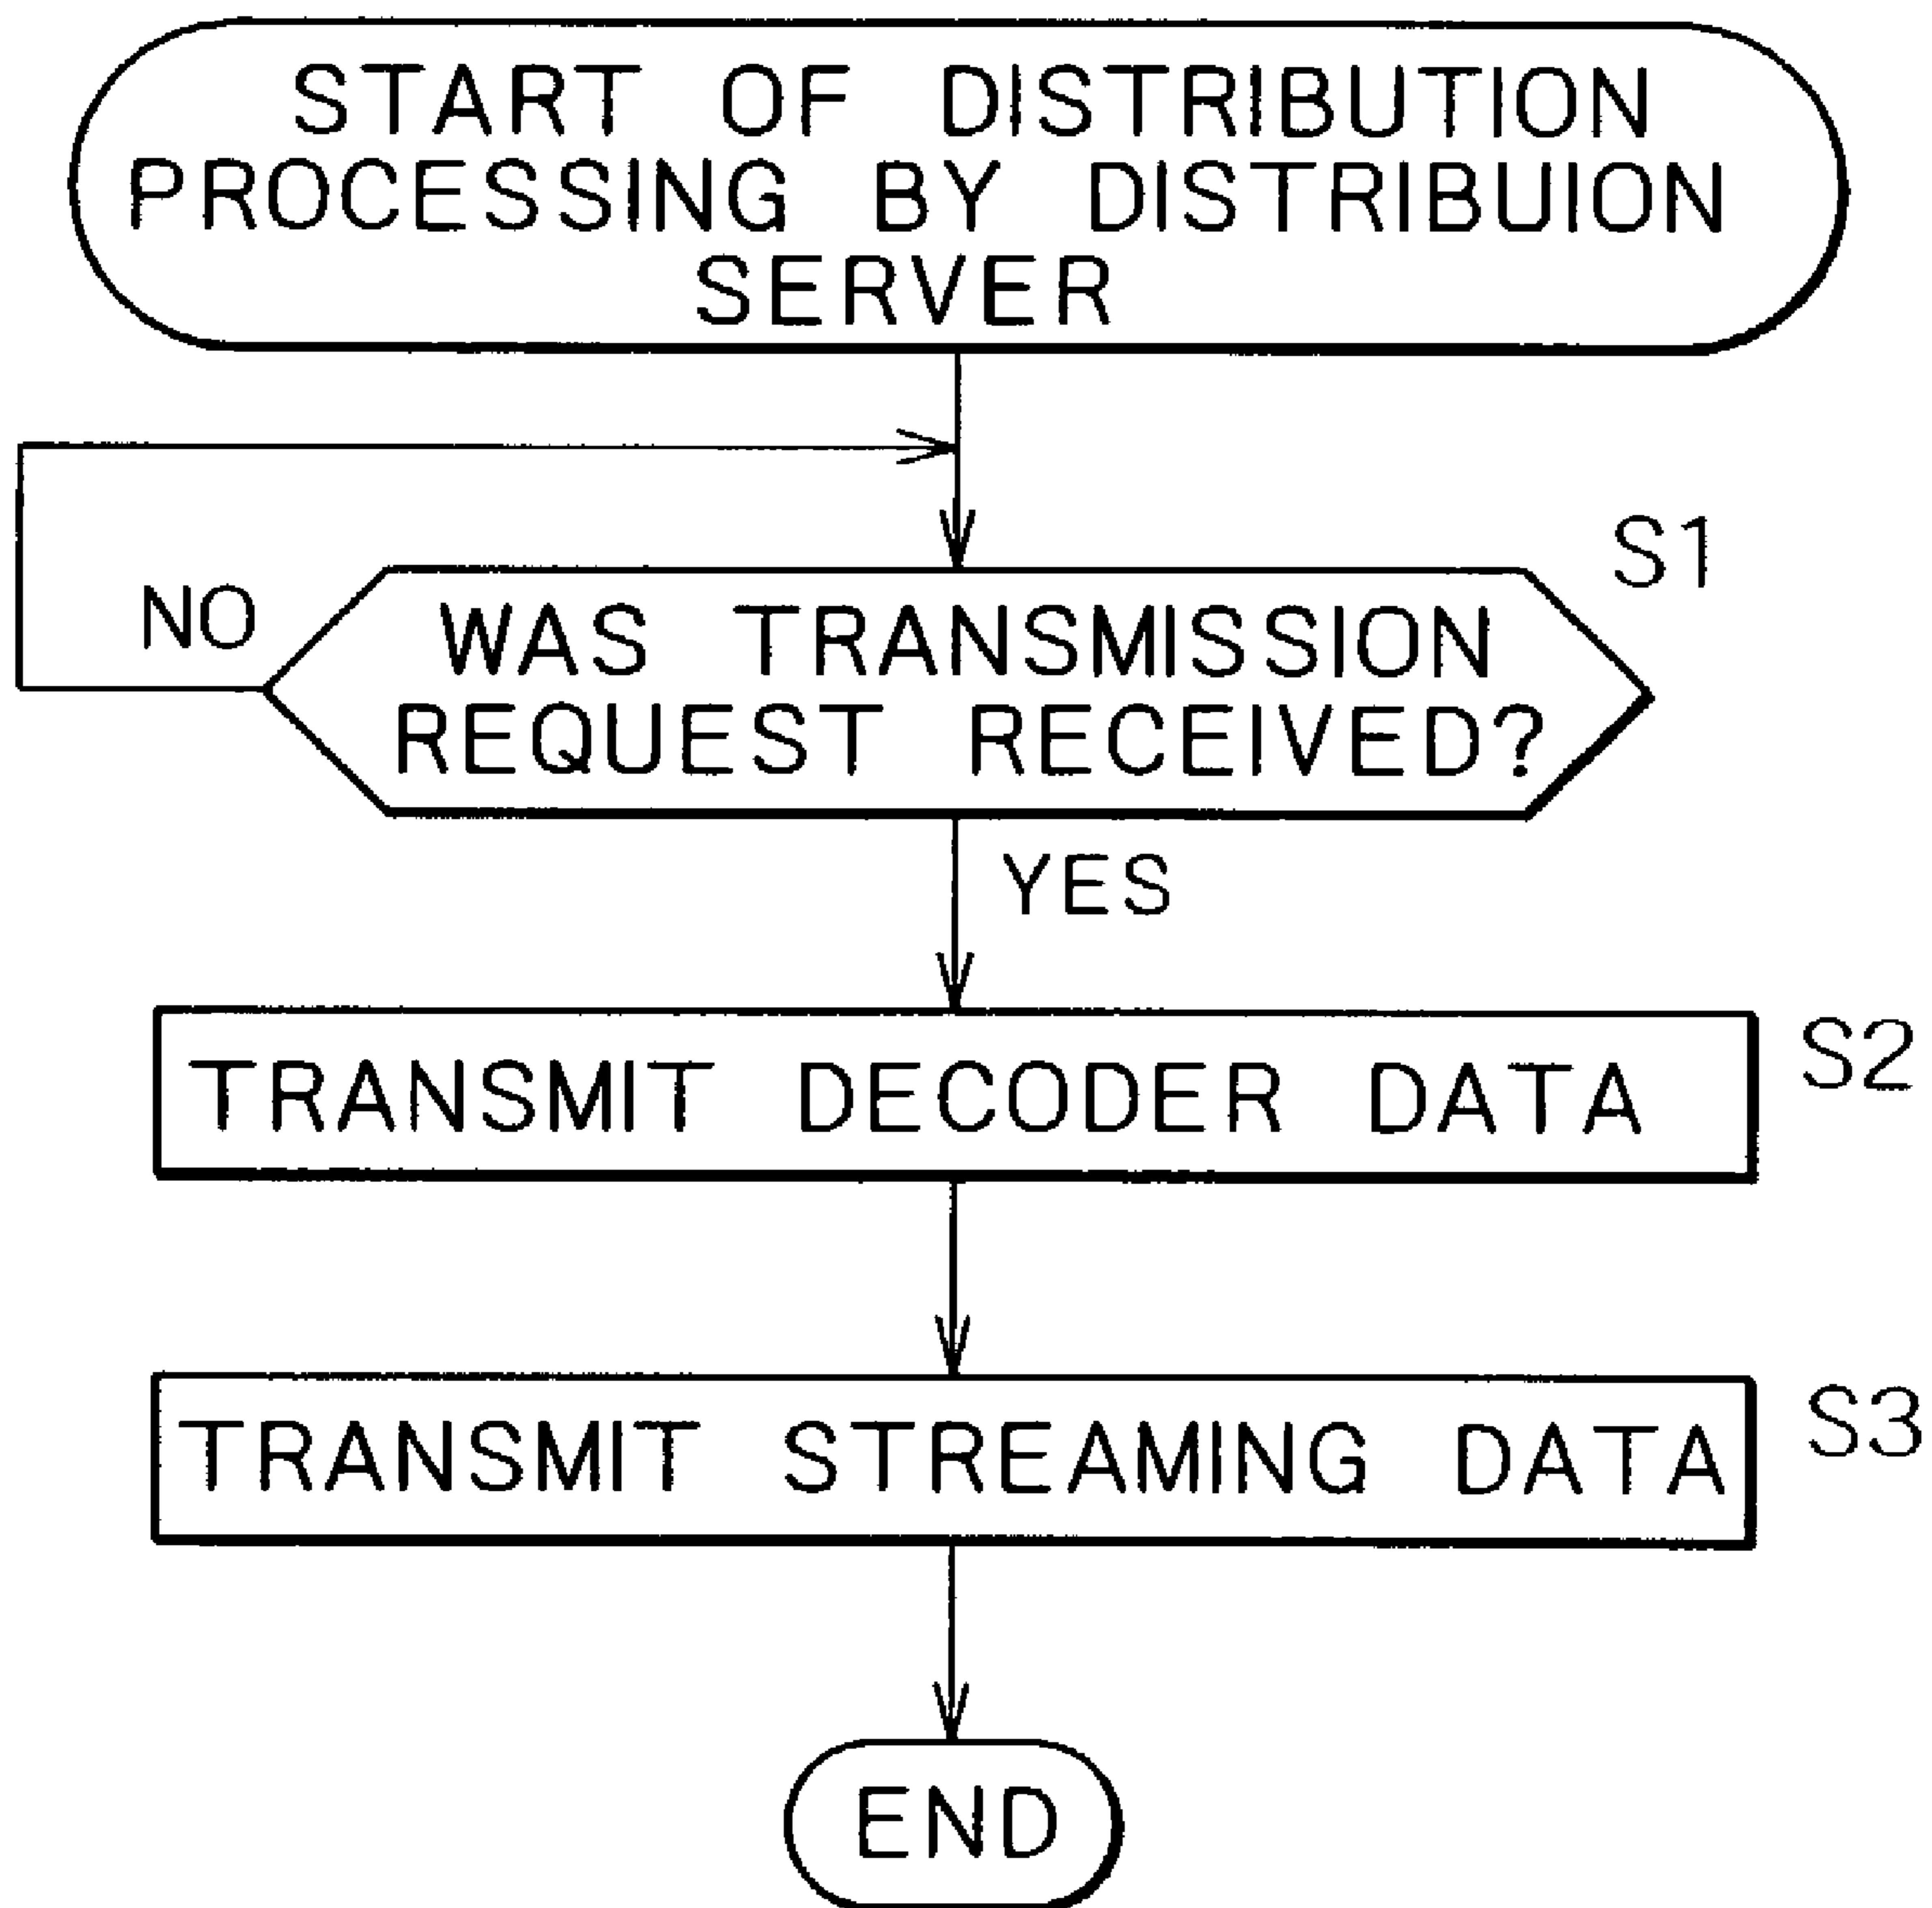 START OF DISTRIBUTION
PROCESSING BY DISTRIBUION
SERVER
S1
NO
WAS TRANSMISSION
REQUEST RECEIVED?
YES
TRANSMIT DECODER DATA
S2
TRANSMIT STREAMING DATA
S3
END